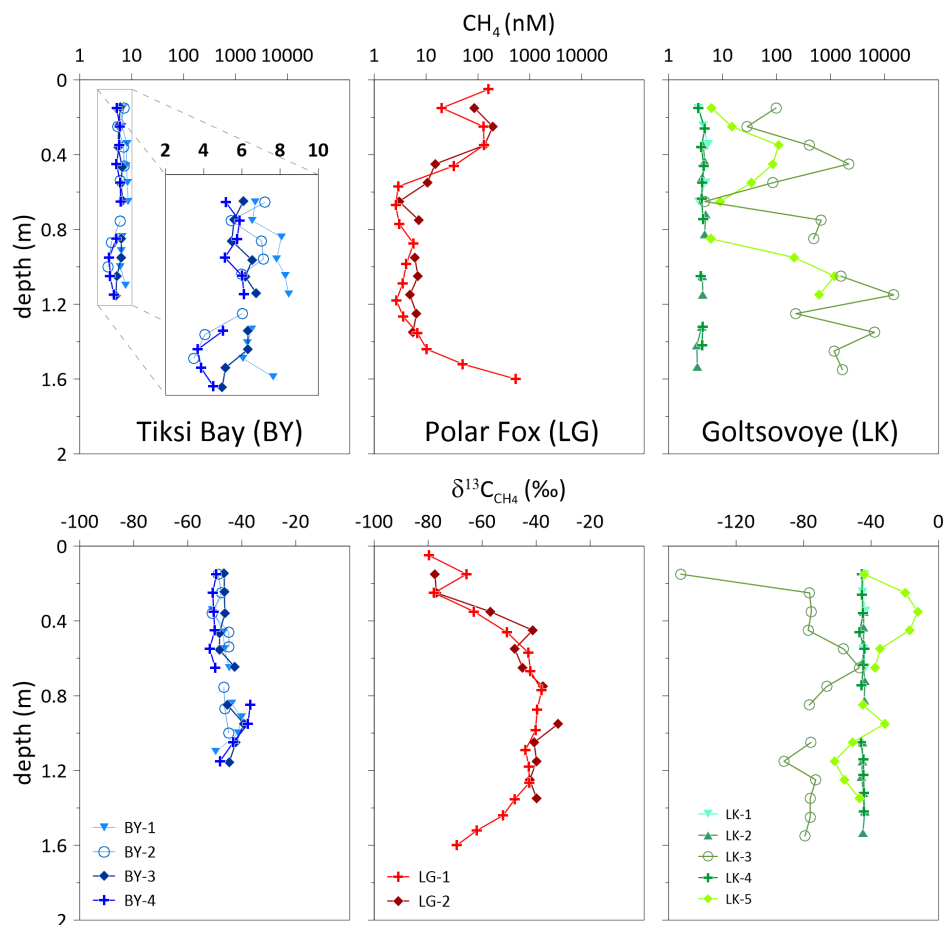 CH₄ (nM)
1 10 100 1000 10000 1 10 100 1000 10000 1 10 100 1000 10000
0
0.4
0.8
1.2
1.6
2
depth (m)
2 4 6 8 10
Tiksi Bay (BY) Polar Fox (LG) Goltsovoye (LK)
δ¹³C_CH₄ (‰)
-100 -80 -60 -40 -20 -100 -80 -60 -40 -20 -120 -80 -40 0
0
0.4
0.8
1.2
1.6
2
depth (m)
BY-1
BY-2
BY-3
BY-4
LG-1
LG-2
LK-1
LK-2
LK-3
LK-4
LK-5